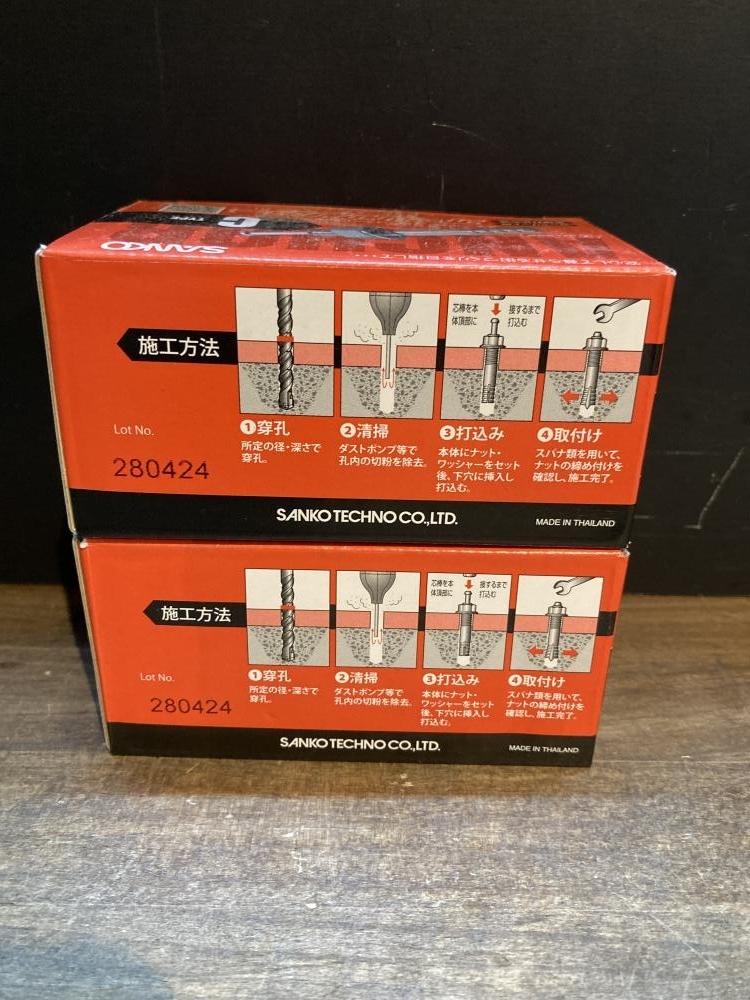 TYPE C
SANKO
施工方法
Lot No.
280424
芯棒を本
体頂部に
接するまで
打込む
①穿孔
所定の径・深さで
穿孔。
②清掃
ダストポンプ等で
孔内の切粉を除去。
③打込み
本体にナット・
ワッシャーをセット
後、下穴に挿入し
打込む。
④取付け
スパナ類を用いて、
ナットの締め付けを
確認し、施工完了。
SANKO TECHNO CO.,LTD.
MADE IN THAILAND
施工方法
Lot No.
280424
芯棒を本
体頂部に
接するまで
打込む
①穿孔
所定の径・深さで
穿孔。
②清掃
ダストポンプ等で
孔内の切粉を除去。
③打込み
本体にナット・
ワッシャーをセット
後、下穴に挿入し
打込む。
④取付け
スパナ類を用いて、
ナットの締め付けを
確認し、施工完了。
SANKO TECHNO CO.,LTD.
MADE IN THAILAND